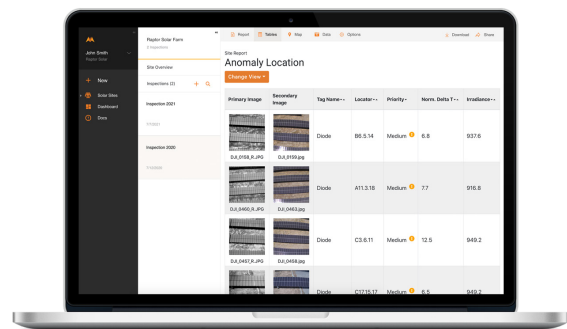 John Smith
Raptor Solar
+ New
Solar Sites
Dashboard
Docs
Raptor Solar Farm
2 Inspections
Site Overview
Inspections (2)
Inspection 2021
Inspection 2020
Report
Tables
Map
Data
Options
Download
Share
Site Report
Anomaly Location
Change View
Primary Image Secondary Image Tag Name Locator Priority Norm. Delta T Irradiance
DJI_0158_R.JPG DJI_0159.jpg Diode B6.5.14 Medium 6.8 937.6
DJI_0460_R.JPG DJI_0463.jpg Diode A11.3.18 Medium 7.7 916.8
DJI_0457_R.JPG DJI_0458.jpg Diode C3.6.11 Medium 12.5 949.2
Diode C17.15.17 Medium 6.5 949.2